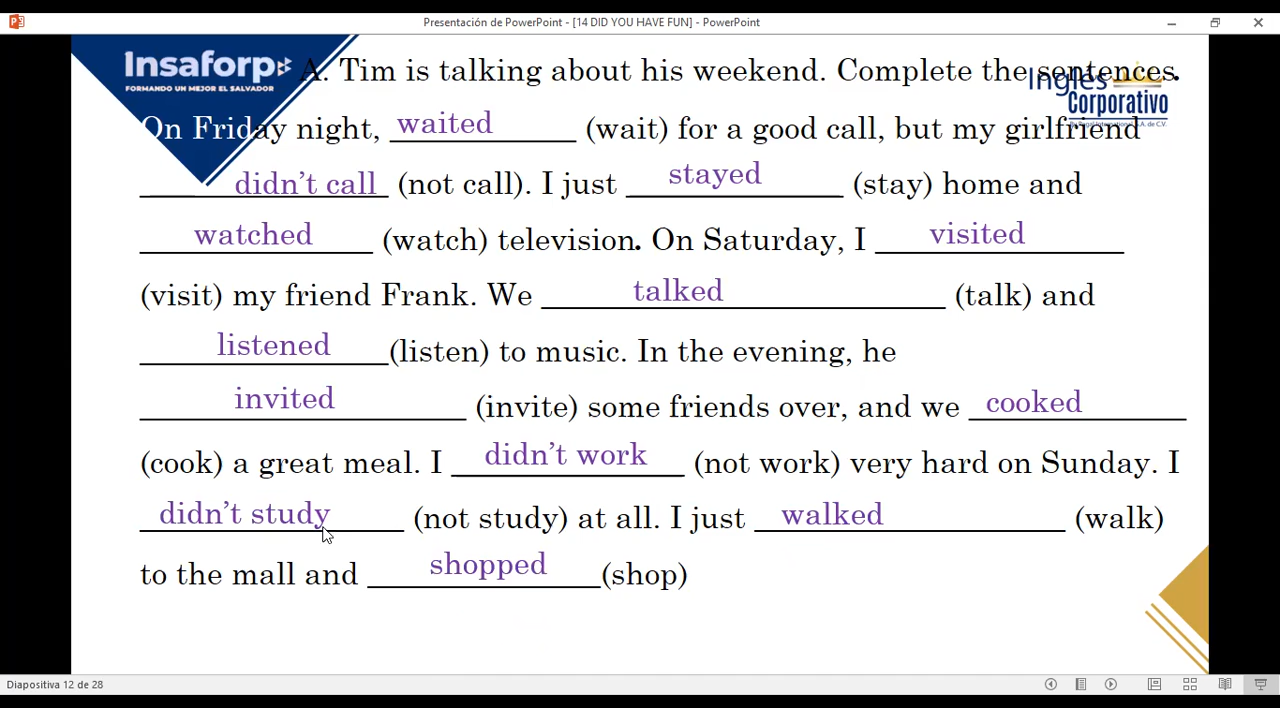 Presentación de PowerPoint - [14 DID YOU HAVE FUN] - PowerPoint
Insaforp
FORMANDO UN MEJOR EL SALVADOR
Inglés
Corporativo
A. Tim is talking about his weekend. Complete the sentences.
On Friday night, waited (wait) for a good call, but my girlfriend
didn't call (not call). I just stayed (stay) home and
watched (watch) television. On Saturday, I visited
(visit) my friend Frank. We talked (talk) and
listened (listen) to music. In the evening, he
invited (invite) some friends over, and we cooked
(cook) a great meal. I didn't work (not work) very hard on Sunday. I
didn't study (not study) at all. I just walked (walk)
to the mall and shopped (shop)
Diapositiva 12 de 28